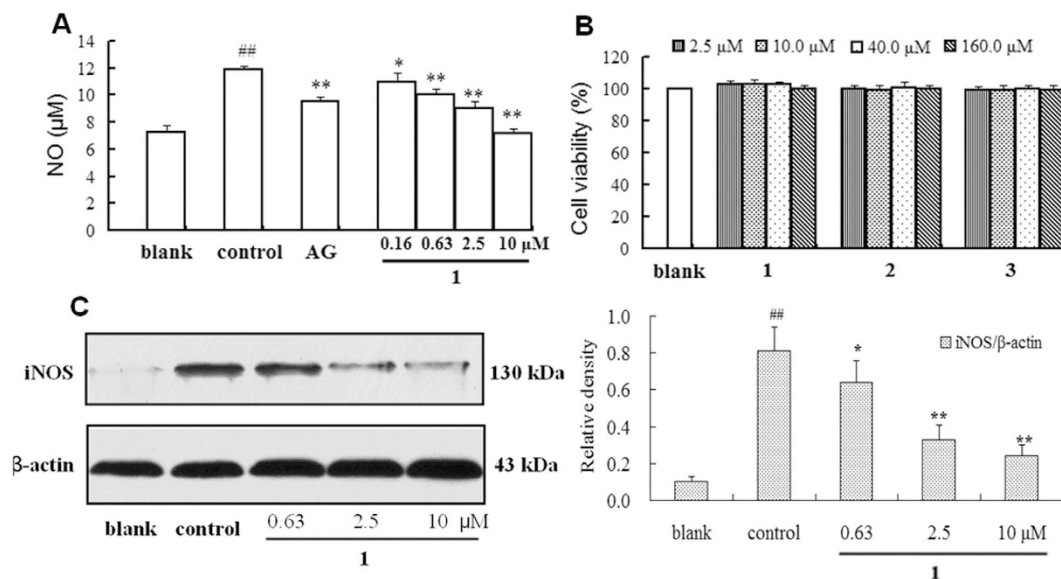 A
NO (µM)
14
12
10
8
6
4
2
0
##
**
*
**
**
**
blank control AG 0.16 0.63 2.5 10 µM
1
B
2.5 µM 10.0 µM 40.0 µM 160.0 µM
Cell viability (%)
120
100
80
60
40
20
0
blank 1 2 3
C
iNOS 130 kDa
β-actin 43 kDa
blank control 0.63 2.5 10 µM
1
Relative density
1.0
0.8
0.6
0.4
0.2
0.0
##
*
**
**
iNOS/β-actin
blank control 0.63 2.5 10 µM
1